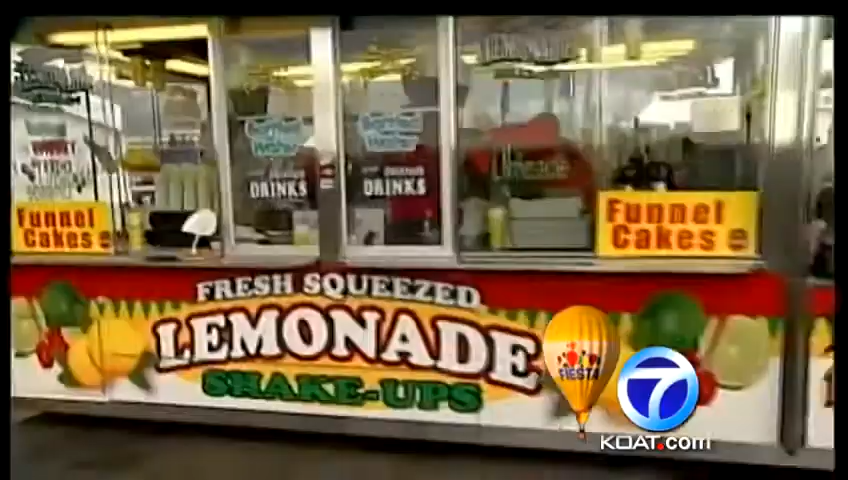 DRINKS
DRINKS
Funnel
Cakes
Funnel
Cakes
FRESH SQUEEZED
LEMONADE
SHAKE-UPS
FIESTA
7
KOAT.com